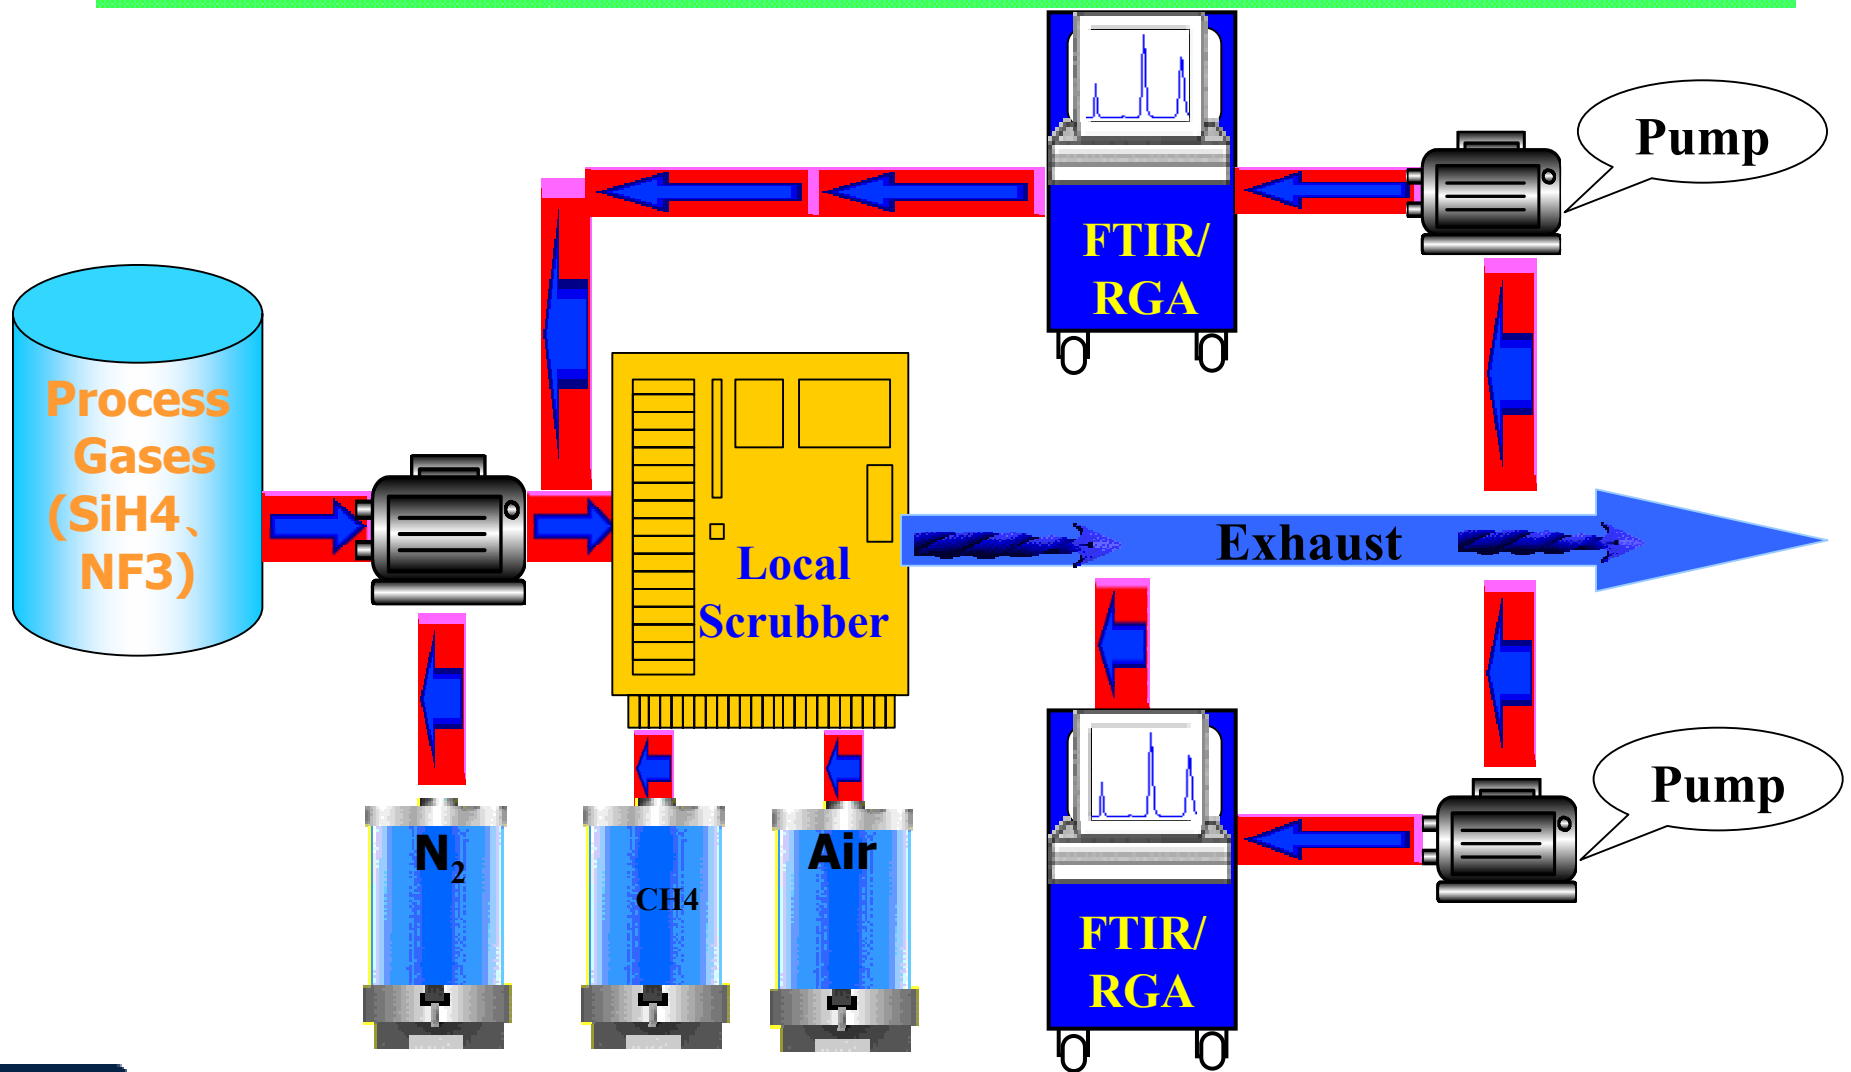 Pump
FTIR/
RGA
Process
Gases
(SiH4、
NF3)
Exhaust
Local
Scrubber
Pump
N2
CH4
Air
FTIR/
RGA